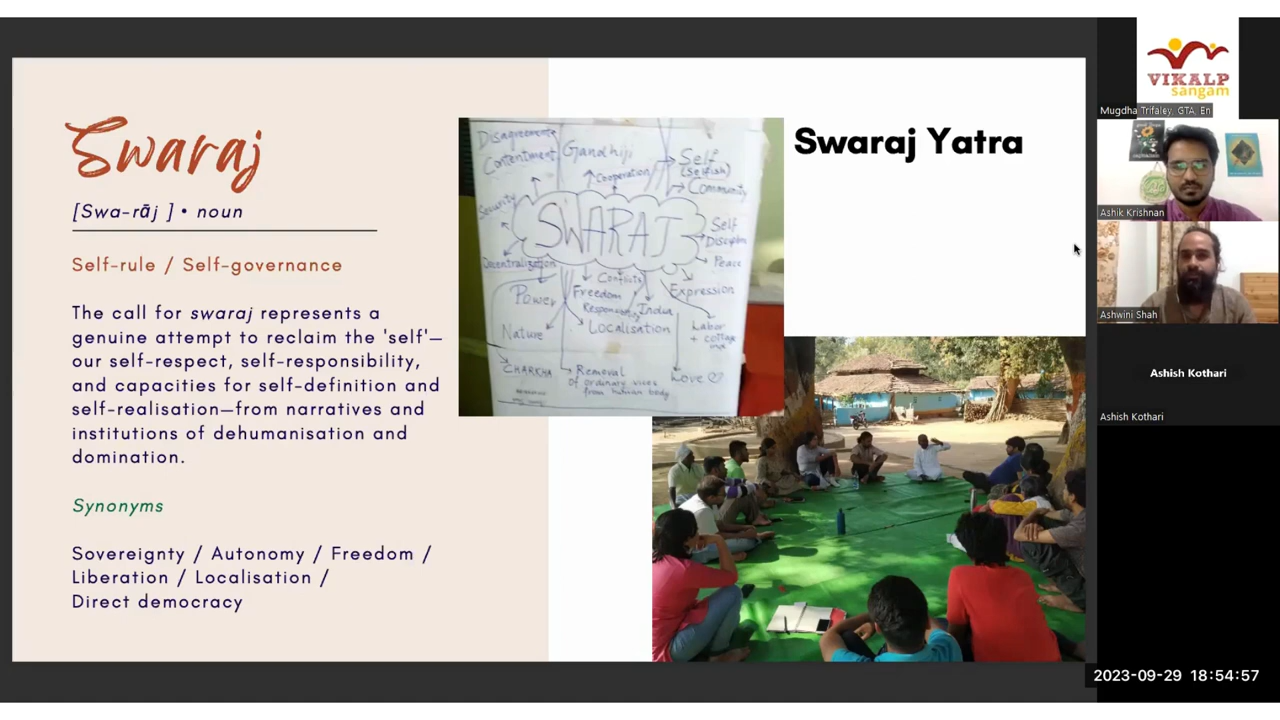 Swaraj
[Swa-rāj ] • noun
Self-rule / Self-governance
The call for swaraj represents a
genuine attempt to reclaim the 'self'—
our self-respect, self-responsibility,
and capacities for self-definition and
self-realisation—from narratives and
institutions of dehumanisation and
domination.
Synonyms
Sovereignty / Autonomy / Freedom /
Liberation / Localisation /
Direct democracy
Disagreements
Contentment
Gandhiji
Cooperation
Self
(selfish)
Community
Security
SWARAJ
Self
Discipline
Peace
Decentralization
Conflicts
Power
Freedom
Expression
India
Nature
Localisation
Labor
CHARKHA
Removal
of ordinary vices
from human body
Love
Swaraj Yatra
VIKALP
sangam
Mugdha Trifaley, GTA, En
Ashik Krishnan
Ashwini Shah
Ashish Kothari
Ashish Kothari
2023-09-29 18:54:57